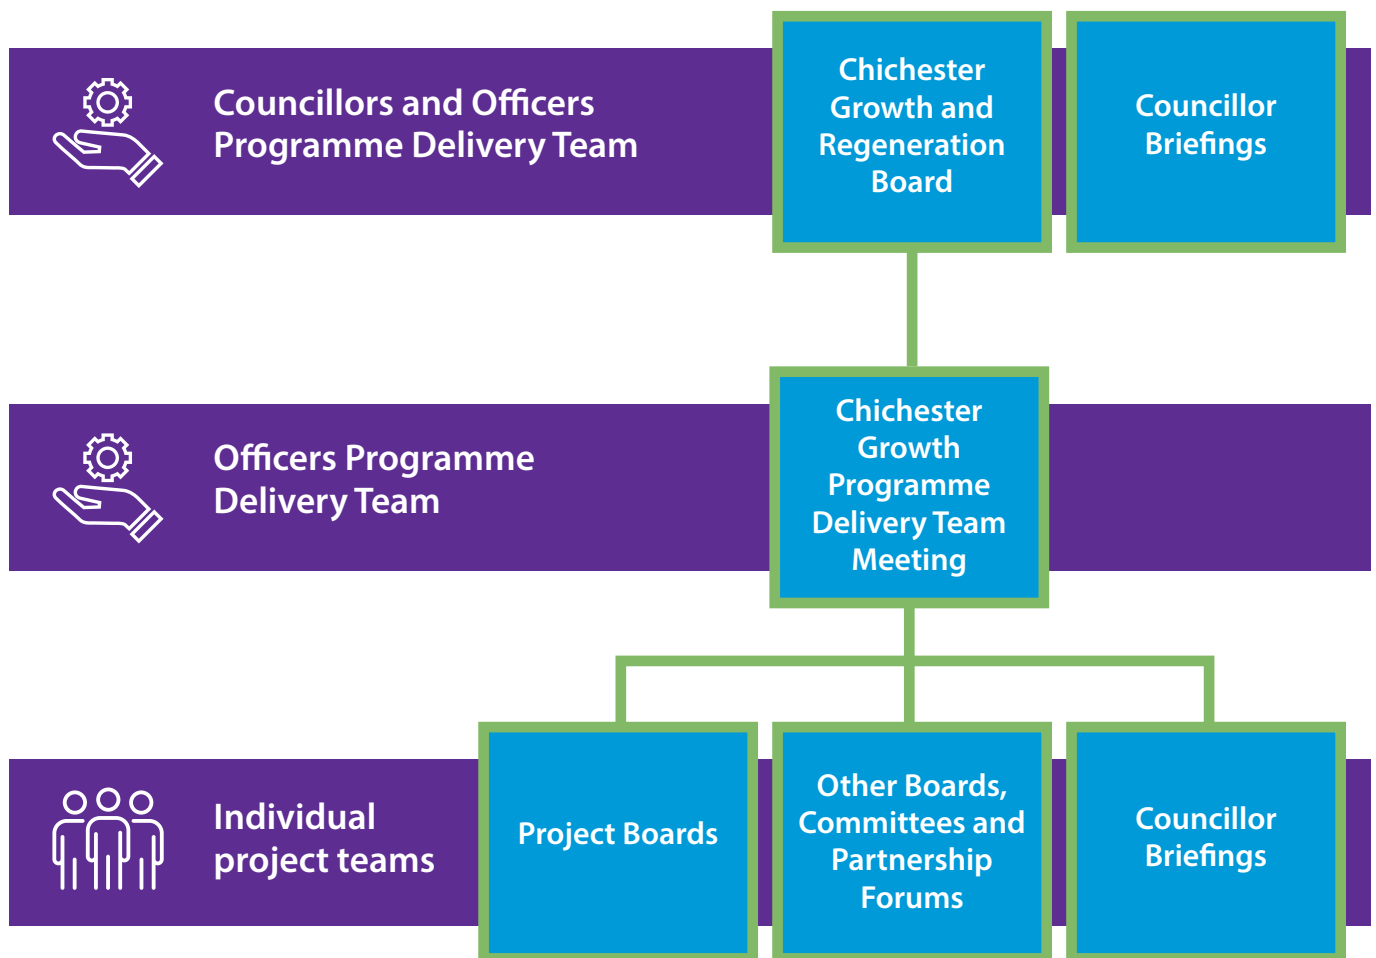 Councillors and Officers
Programme Delivery Team
Chichester
Growth and
Regeneration
Board
Councillor
Briefings
Officers Programme
Delivery Team
Chichester
Growth
Programme
Delivery Team
Meeting
Individual
project teams
Project Boards
Other Boards,
Committees and
Partnership
Forums
Councillor
Briefings